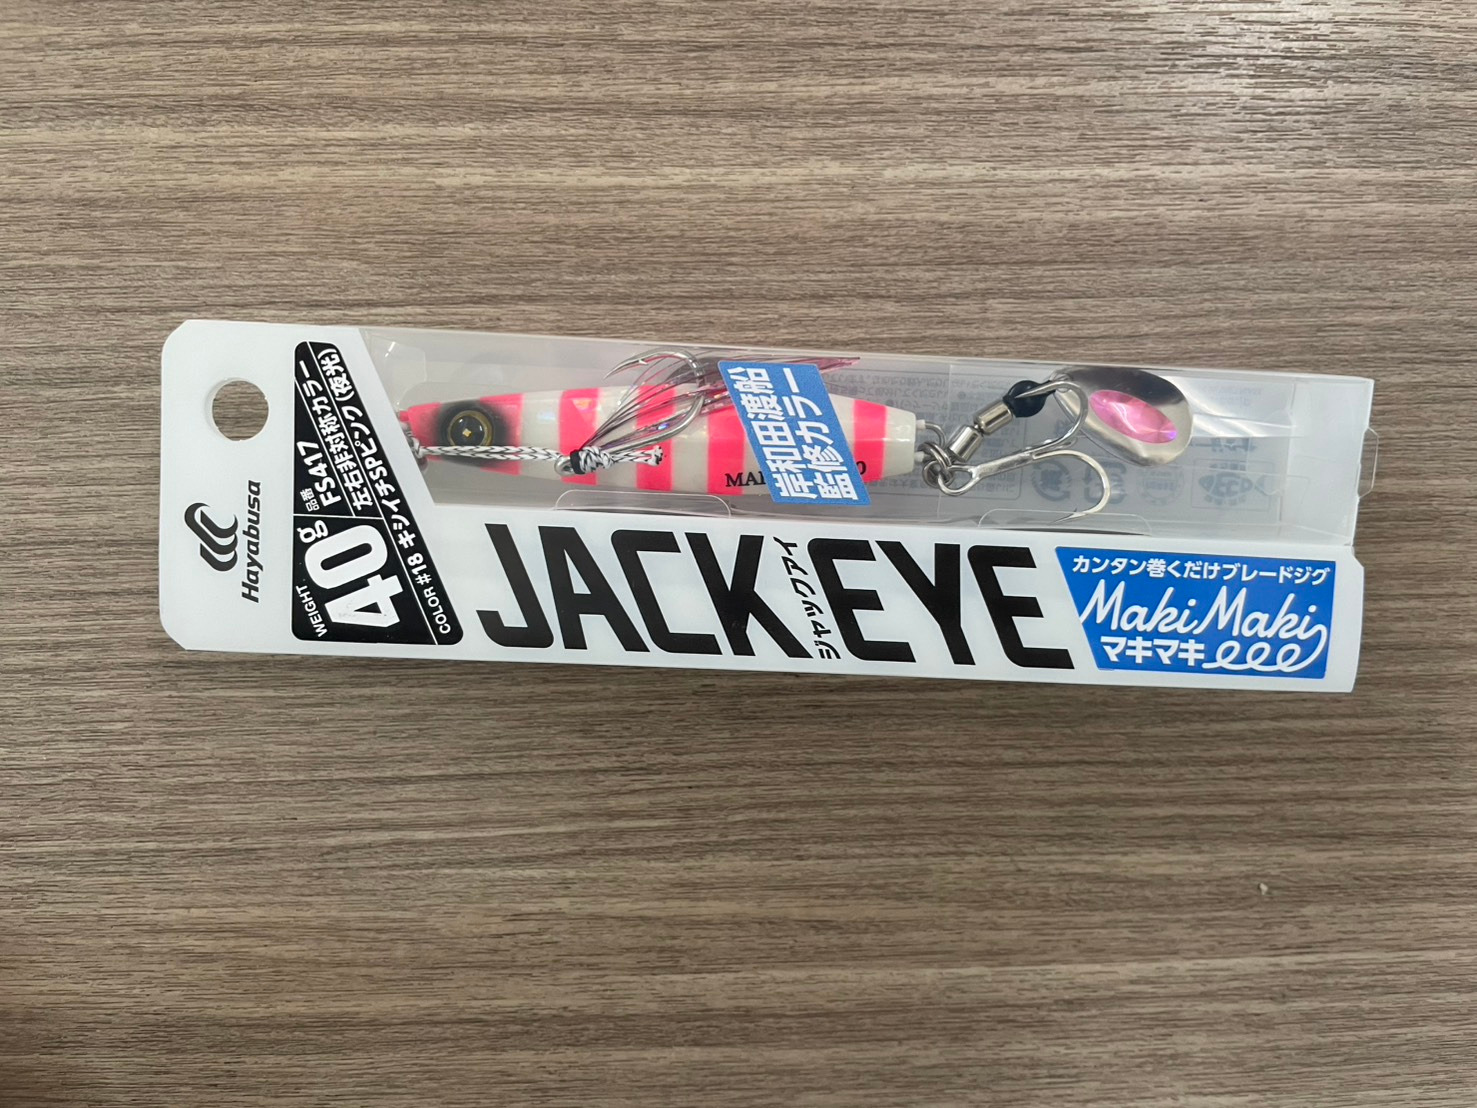 Hayabusa
WEIGHT
40g
品番 FS417
左右非対称カラー
COLOR#18 キシイチSPピンク(夜光)
岸和田渡船
監修カラー
MA
JACK EYE
ジャックアイ
カンタン巻くだけブレードジグ
Maki Maki
マキマキ